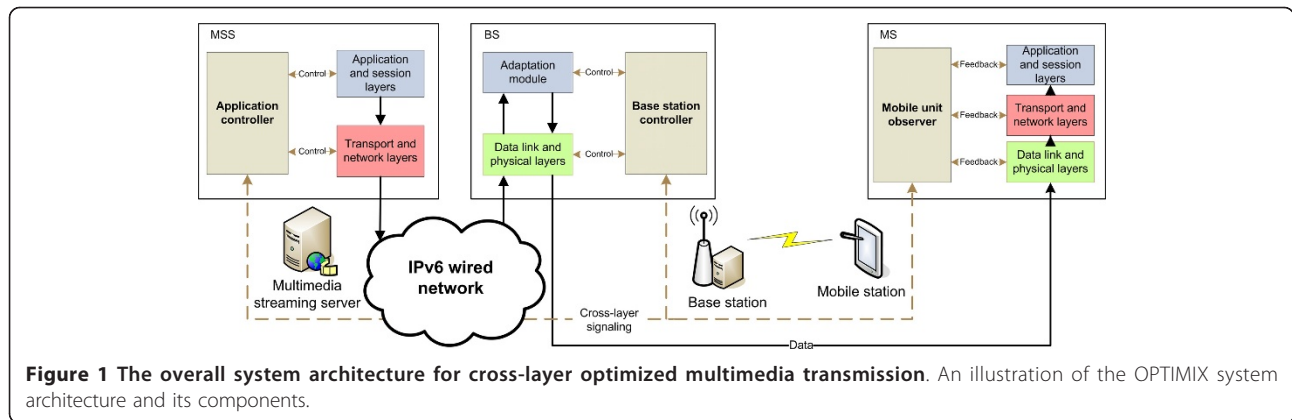 MSS
Application
controller
Control
Control
Application
and session
layers
Transport and
network layers
BS
Adaptation
module
Data link and
physical layers
Control
Control
Base station
controller
MS
Mobile unit
observer
Feedback
Feedback
Feedback
Application
and session
layers
Transport and
network layers
Data link and
physical layers
Multimedia
streaming server
IPv6 wired
network
Base station
Mobile station
Cross-layer
signaling
Data
Figure 1 The overall system architecture for cross-layer optimized multimedia transmission. An illustration of the OPTIMIX system
architecture and its components.